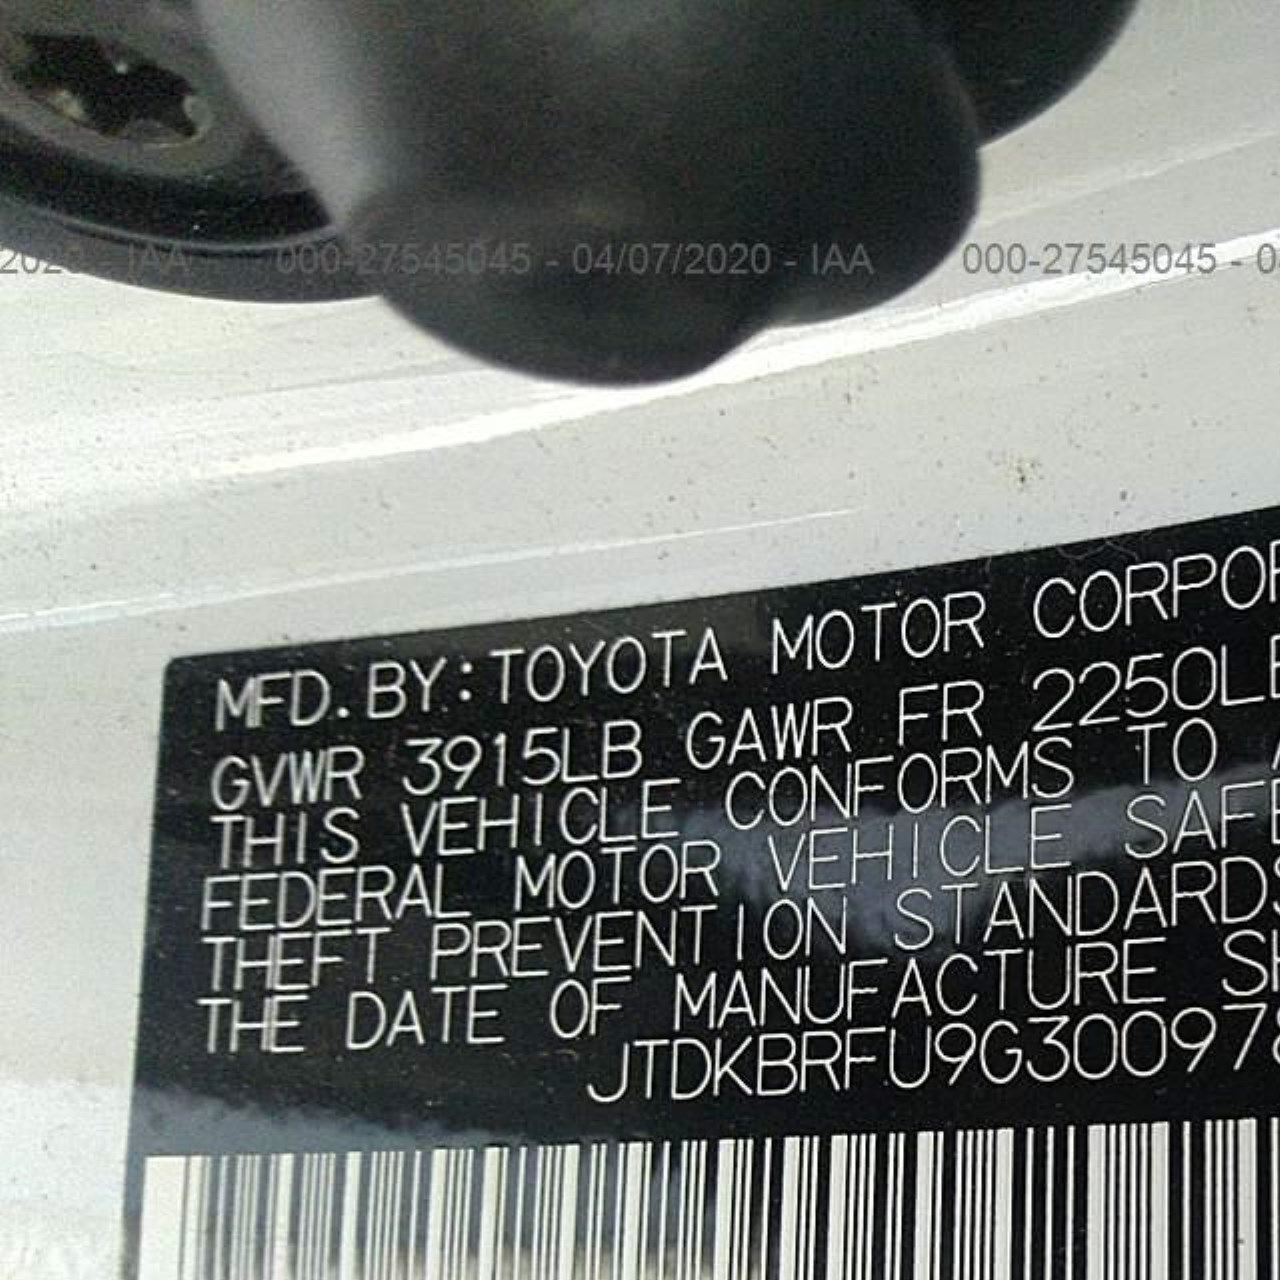 2020 - IAA 000-27545045 - 04/07/2020 - IAA 000-27545045 - 0
MFD. BY: TOYOTA MOTOR CORPOR
GVWR 3915LB GAWR FR 2250LB
THIS VEHICLE CONFORMS TO A
FEDERAL MOTOR VEHICLE SAFE
THEFT PREVENTION STANDARDS
THE DATE OF MANUFACTURE SH
JTDKBRFU9G300978